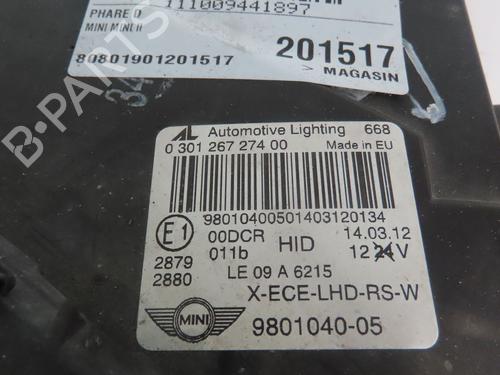 111009441897
PHARE D
MINI MINI II
201517
80801901201517
> MAGASIN
B-PARTS
AL Automotive Lighting 668
0 301 267 274 00 Made in EU
98010400501403120134
E1 00DCR HID 14.03.12
011b 12 24V
2879
2880 LE 09 A 6215
X-ECE-LHD-RS-W
MINI 9801040-05